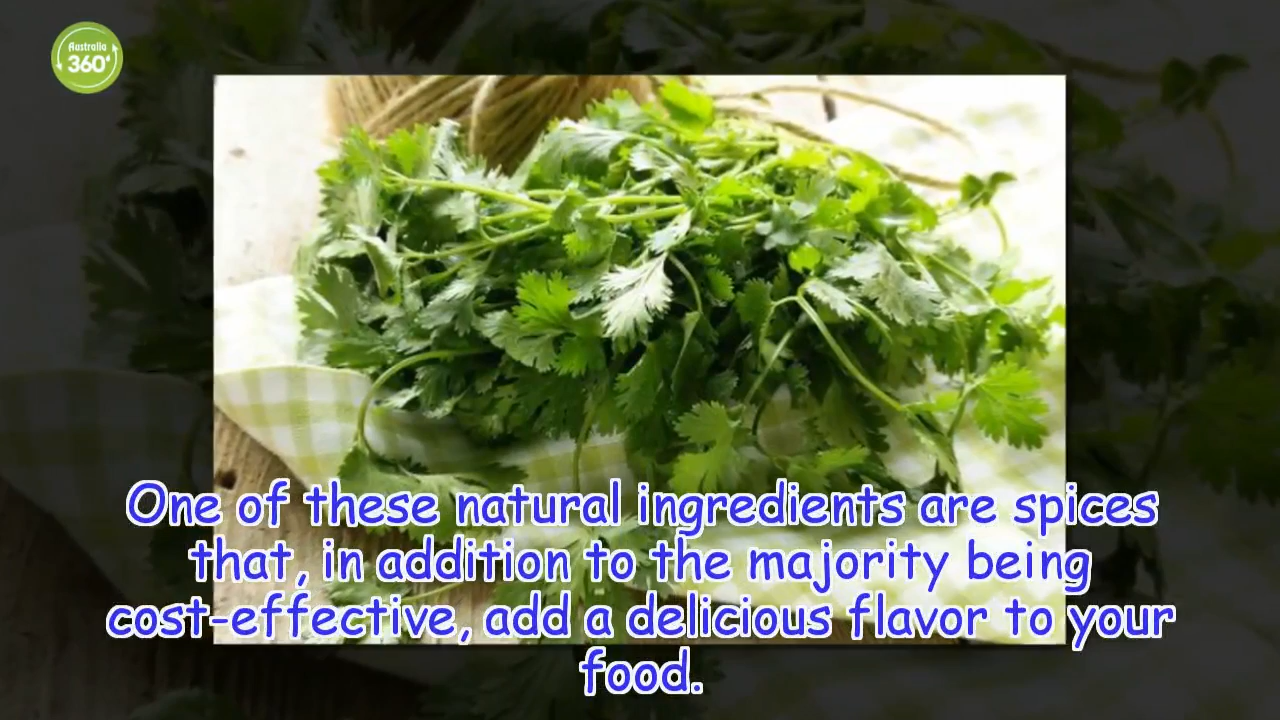 Australia
360°
One of these natural ingredients are spices
that, in addition to the majority being
cost-effective, add a delicious flavor to your
food.